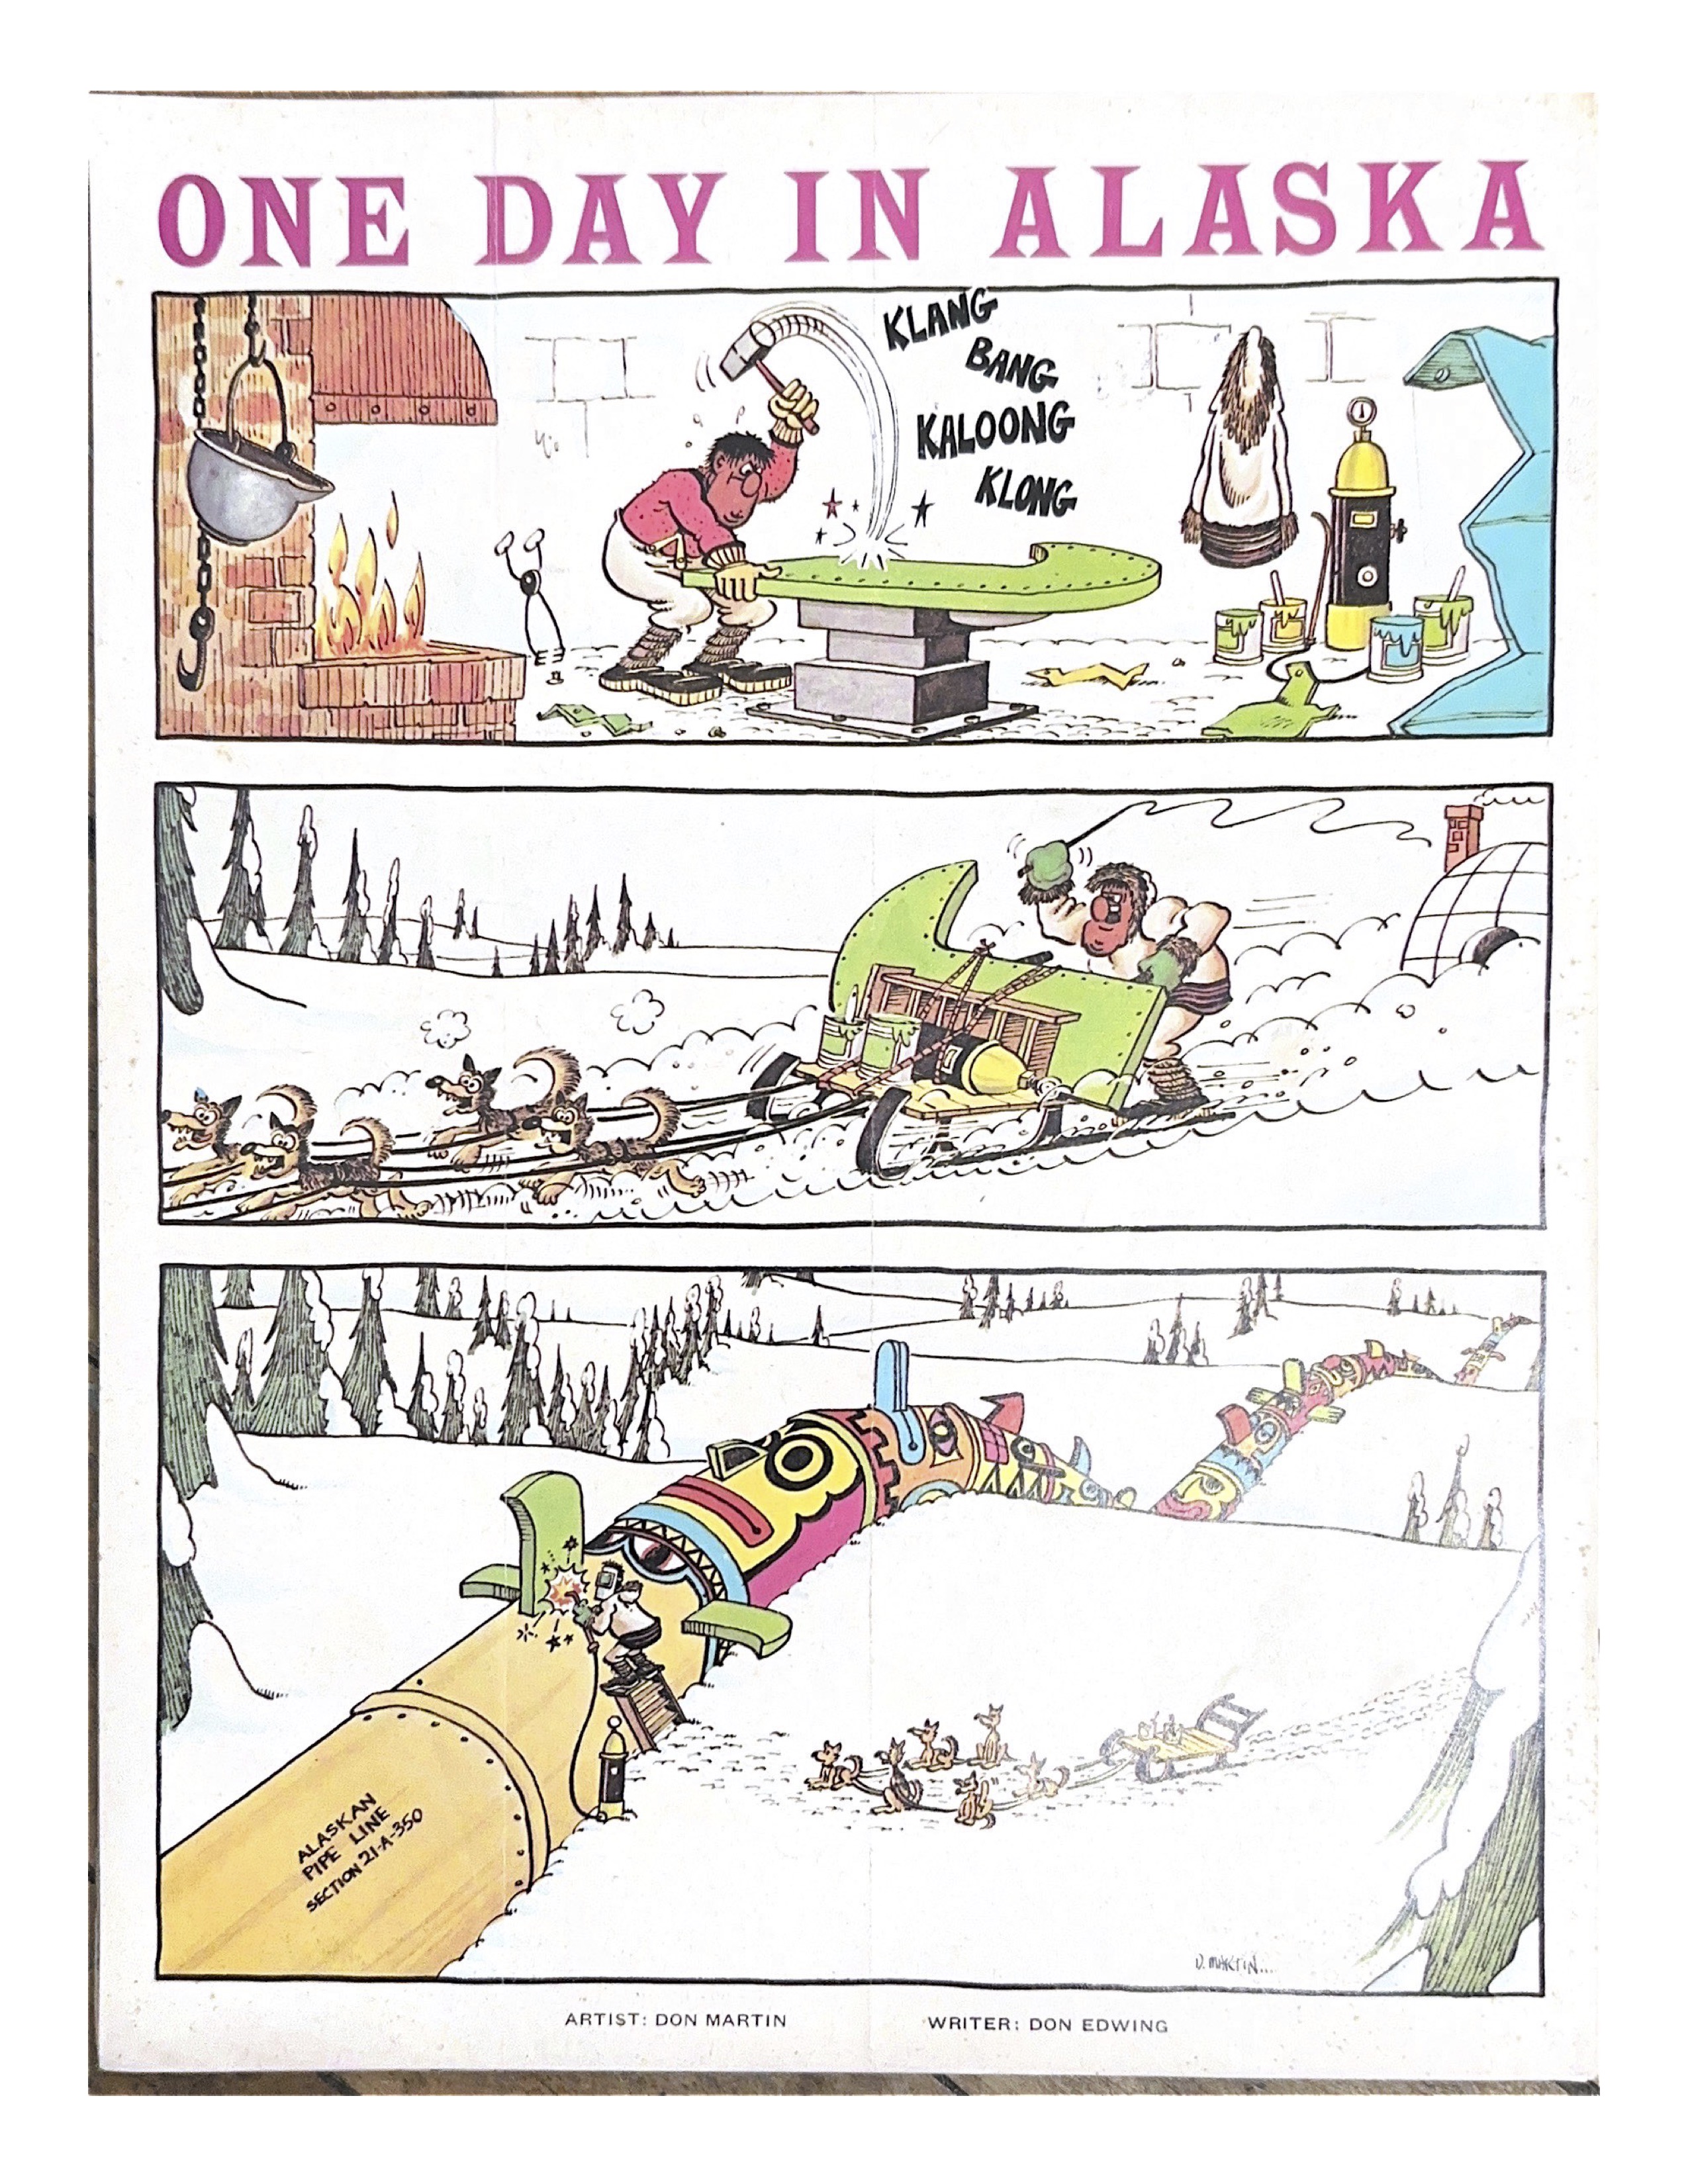 ONE DAY IN ALASKA
KLANG
BANG
KALOONG
KLONG
ALASKAN
PIPE LINE
SECTION 21-A-350
D. MARTIN...
ARTIST: DON MARTIN
WRITER: DON EDWING